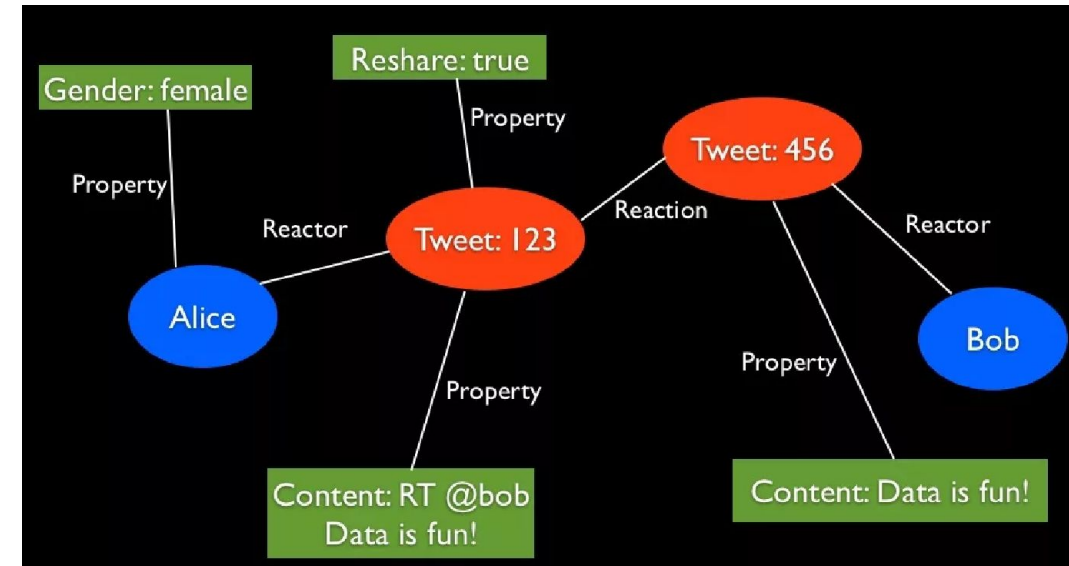 Reshare: true
Gender: female
Property
Tweet: 456
Property
Reaction
Reactor
Reactor
Tweet: 123
Alice
Bob
Property
Property
Content: RT @bob
Data is fun!
Content: Data is fun!